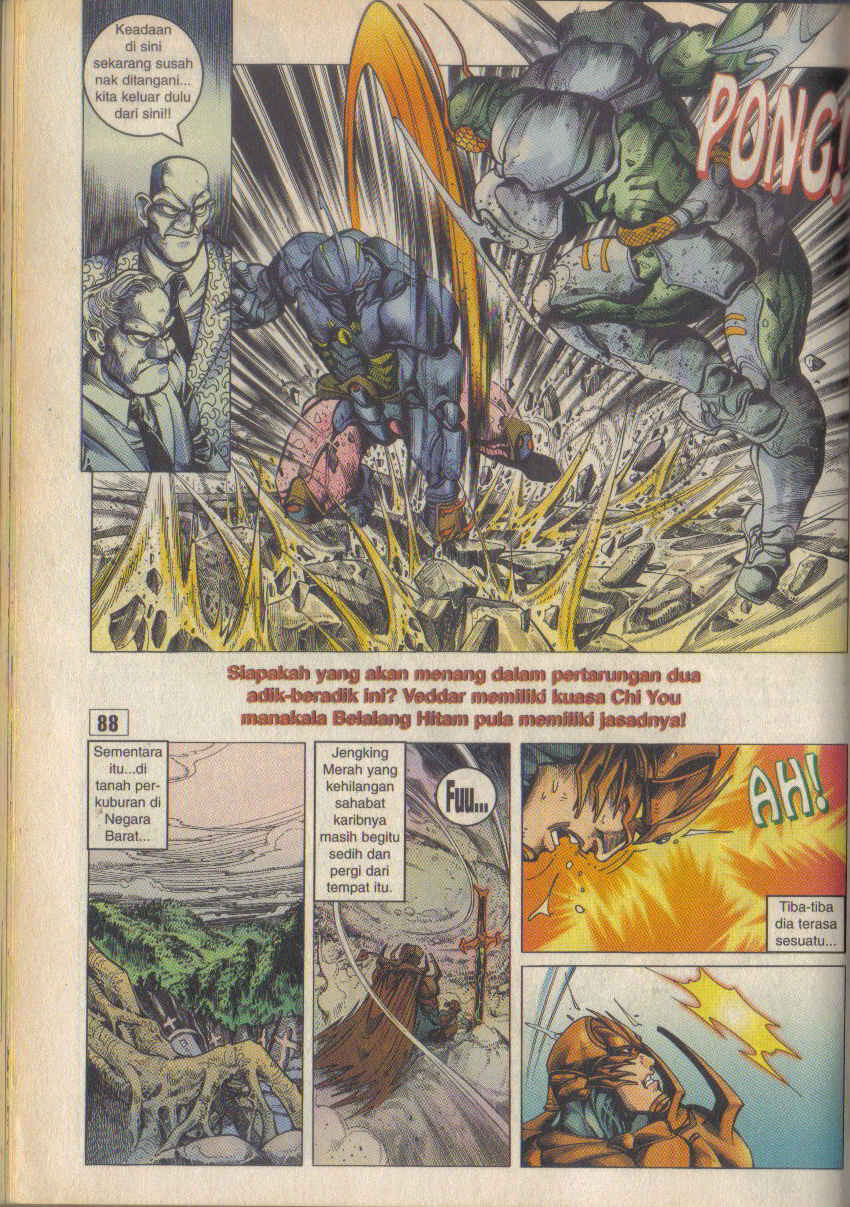 Keadaan
di sini
sekarang susah
nak ditangani...
kita keluar dulu
dari sini!!
PONG!
Siapakah yang akan menang dalam pertarungan dua
adik-beradik ini? Veddar memiliki kuasa Chi You
manakala Belalang Hitam pula memiliki jasadnya!
88
Sementara
itu...di
tanah per-
kuburan di
Negara
Barat...
Jengking
Merah yang
kehilangan
sahabat
karibnya
masih begitu
sedih dan
pergi dari
tempat itu.
Fuu...
AH!
Tiba-tiba
dia terasa
sesuatu...